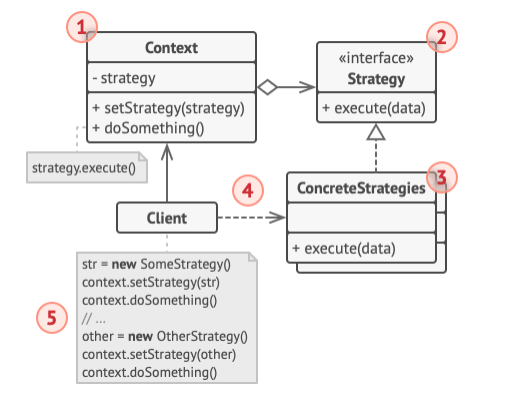 1
Context
- strategy
+ setStrategy(strategy)
+ doSomething()
strategy.execute()
2
«interface»
Strategy
+ execute(data)
3
ConcreteStrategies
+ execute(data)
4
Client
5
str = new SomeStrategy()
context.setStrategy(str)
context.doSomething()
// ...
other = new OtherStrategy()
context.setStrategy(other)
context.doSomething()